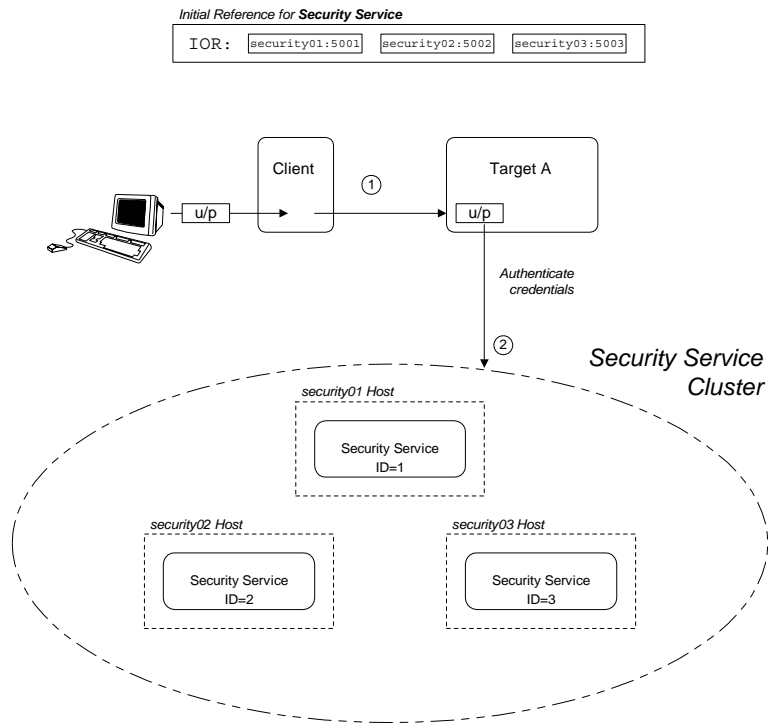 Initial Reference for Security Service
IOR: security01:5001 security02:5002 security03:5003
Client
Target A
1
u/p
u/p
Authenticate
credentials
2
Security Service
Cluster
security01 Host
Security Service
ID=1
security02 Host
security03 Host
Security Service
ID=2
Security Service
ID=3